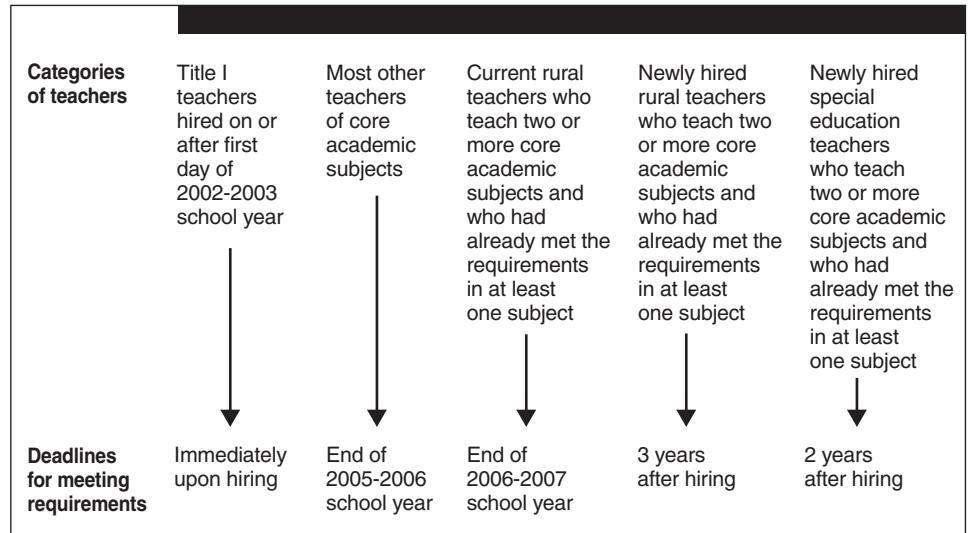 Categories
of teachers
Title I
teachers
hired on or
after first
day of
2002-2003
school year
Most other
teachers
of core
academic
subjects
Current rural
teachers who
teach two or
more core
academic
subjects and
who had
already met the
requirements
in at least
one subject
Newly hired
rural teachers
who teach two
or more core
academic
subjects and
who had
already met the
requirements
in at least
one subject
Newly hired
special
education
teachers
who teach
two or more
core academic
subjects and
who had
already met the
requirements
in at least
one subject
Deadlines
for meeting
requirements
Immediately
upon hiring
End of
2005-2006
school year
End of
2006-2007
school year
3 years
after hiring
2 years
after hiring